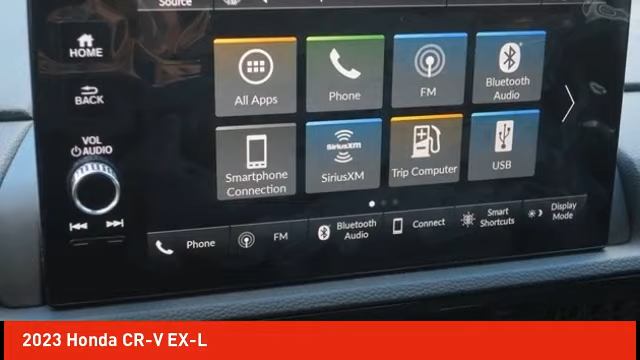 Source
HOME
BACK
VOL
AUDIO
All Apps
Phone
FM
Bluetooth
Audio
Smartphone
Connection
SiriusXM
SiriusXM
Trip Computer
USB
Phone
FM
Bluetooth
Audio
Connect
Smart
Shortcuts
Display
Mode
2023 Honda CR-V EX-L